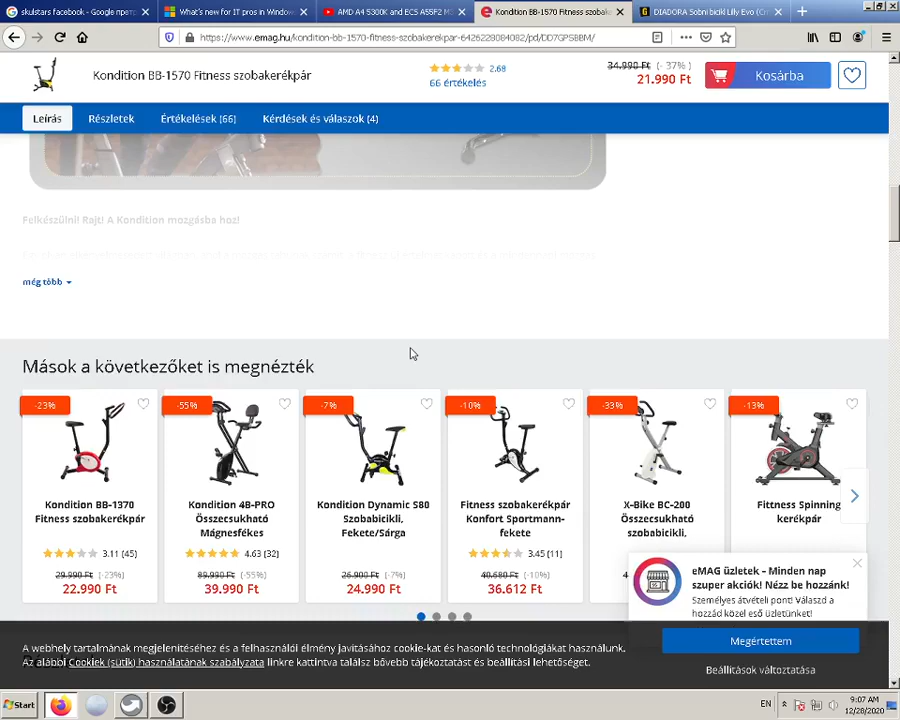 skulstars facebook - Google претр
What's new for IT pros in Window
AMD A4 5300K and ECS A55F2 M
Kondition BB-1570 Fitness szobake
DIADORA Sobni bicikl Lilly Evo (Cr
https://www.emag.hu/kondition-bb-1570-fitness-szobakerekpar-6426228084082/pd/DD7GPSBBM/
Kondition BB-1570 Fitness szobakerékpár
2.68
66 értékelés
34.990 Ft (- 37% )
21.990 Ft
Kosárba
Leírás
Részletek
Értékelések (66)
Kérdések és válaszok (4)
Felkészülni! Rajt! A Kondition mozgásba hoz!
még több
Mások a következőket is megnézték
-23%
-55%
-7%
-10%
-33%
-13%
Kondition BB-1370
Fitness szobakerékpár
3.11 (45)
29.990 Ft (-23%)
22.990 Ft
Kondition 4B-PRO
Összecsukható
Mágnesfékes
4.63 (32)
89.990 Ft (-55%)
39.990 Ft
Kondition Dynamic S80
Szobabicikli,
Fekete/Sárga
26.900 Ft (-7%)
24.990 Ft
Fitness szobakerékpár
Konfort Sportmann-
fekete
3.45 (11)
40.680 Ft (-10%)
36.612 Ft
X-Bike BC-200
Összecsukható
szobabicikli,
4
Fittness Spinning
kerékpár
eMAG üzletek – Minden nap
szuper akciók! Nézz be hozzánk!
Személyes átvételi pont! Válaszd a
hozzád közel eső üzletünket!
A webhely tartalmának megjelenítéséhez és a felhasználói élmény javításához cookie-kat és hasonló technológiákat használunk.
Az alábbi Cookiek (sütik) használatának szabályzata linkre kattintva találsz bővebb tájékoztatást és beállítási lehetőséget.
Megértettem
Beállítások változtatása
Start
EN
9:07 AM
12/28/2020